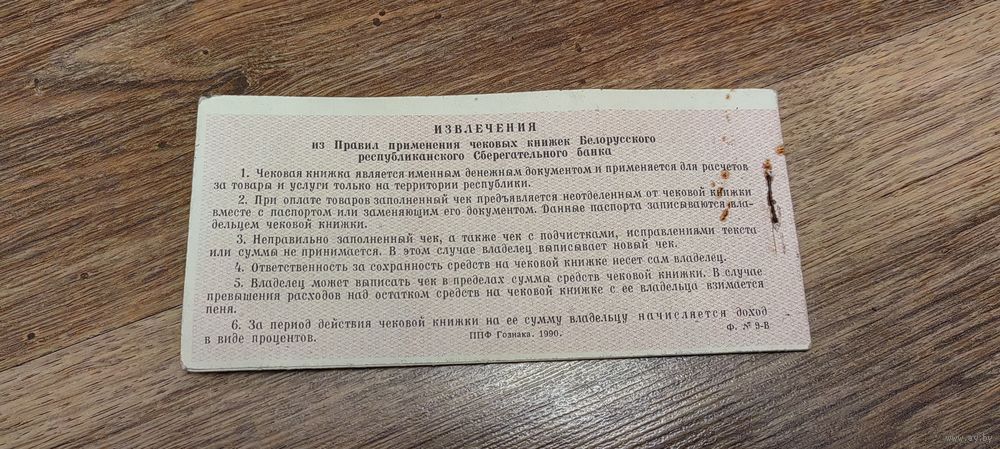 ИЗВЛЕЧЕНИЯ
из Правил применения чековых книжек Белорусского
республиканского Сберегательного банка
1. Чековая книжка является именным денежным документом и применяется для расчетов
за товары и услуги только на территории республики.
2. При оплате товаров заполненный чек предъявляется неотделенным от чековой книжки
вместе с паспортом или заменяющим его документом. Данные паспорта записываются вла-
дельцем чековой книжки.
3. Неправильно заполненный чек, а также чек с подчистками, исправлениями текста
или суммы не принимается. В этом случае владелец выписывает новый чек.
4. Ответственность за сохранность средств на чековой книжке несет сам владелец.
5. Владелец может выписать чек в пределах суммы средств чековой книжки. В случае
превышения расходов над остатком средств на чековой книжке с ее владельца взимается
пеня.
6. За период действия чековой книжки на ее сумму владельцу начисляется доход
в виде процентов.
ППФ Гознака. 1990.
Ф. № 9-В
www.ay.by